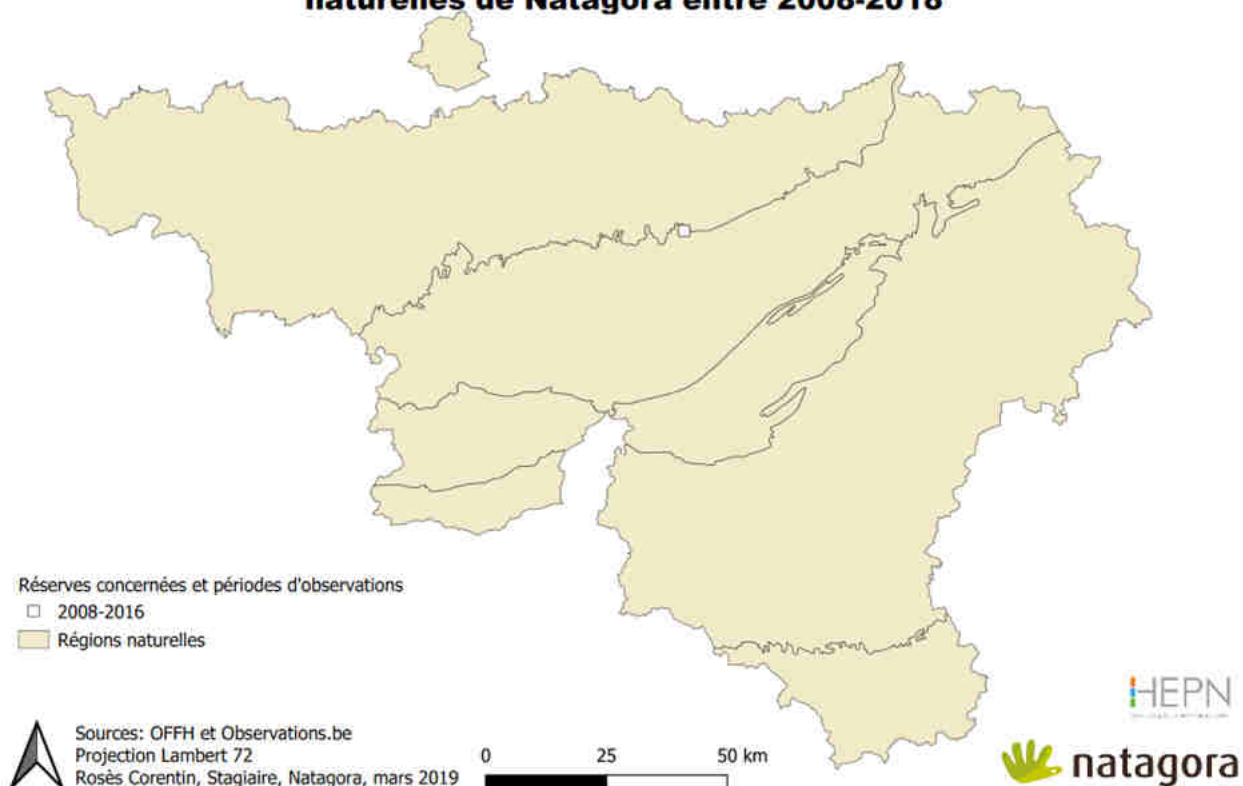 naturelles de Natagora entre 2008-2018
Réserves concernées et périodes d'observations
2008-2016
Régions naturelles
Sources: OFFH et Observations.be
Projection Lambert 72
Rosès Corentin, Stagiaire, Natagora, mars 2019
0 25 50 km
HEPN
natagora